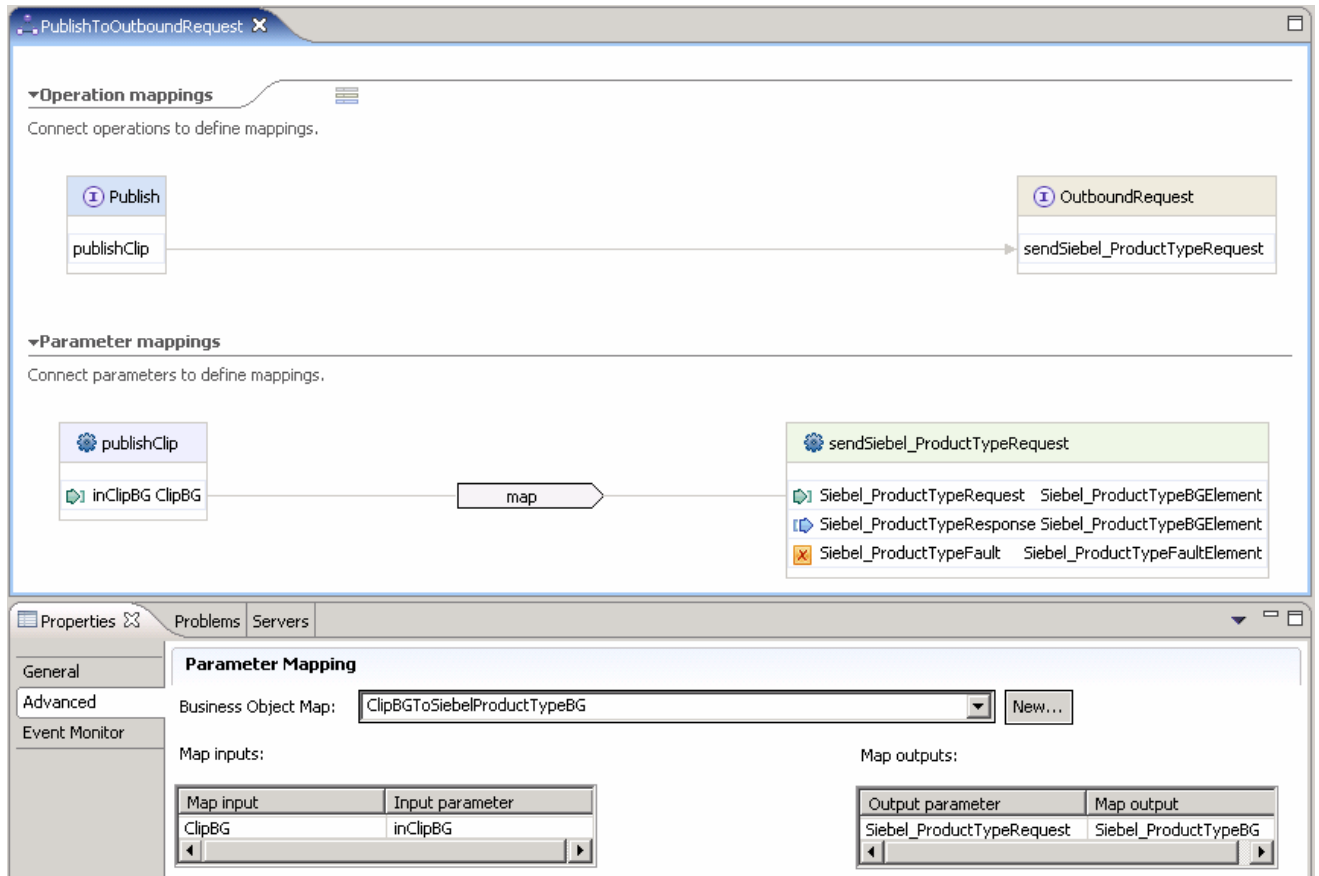 PublishToOutboundRequest
Operation mappings
Connect operations to define mappings.
I Publish
I OutboundRequest
publishClip
sendSiebel_ProductTypeRequest
Parameter mappings
Connect parameters to define mappings.
publishClip
sendSiebel_ProductTypeRequest
inClipBG ClipBG
map
Siebel_ProductTypeRequest Siebel_ProductTypeBGElement
Siebel_ProductTypeResponse Siebel_ProductTypeBGElement
Siebel_ProductTypeFault Siebel_ProductTypeFaultElement
Properties Problems Servers
General
Advanced
Event Monitor
Parameter Mapping
Business Object Map: ClipBGToSiebelProductTypeBG New...
Map inputs:
Map outputs:
Map input Input parameter
ClipBG inClipBG
Output parameter Map output
Siebel_ProductTypeRequest Siebel_ProductTypeBG